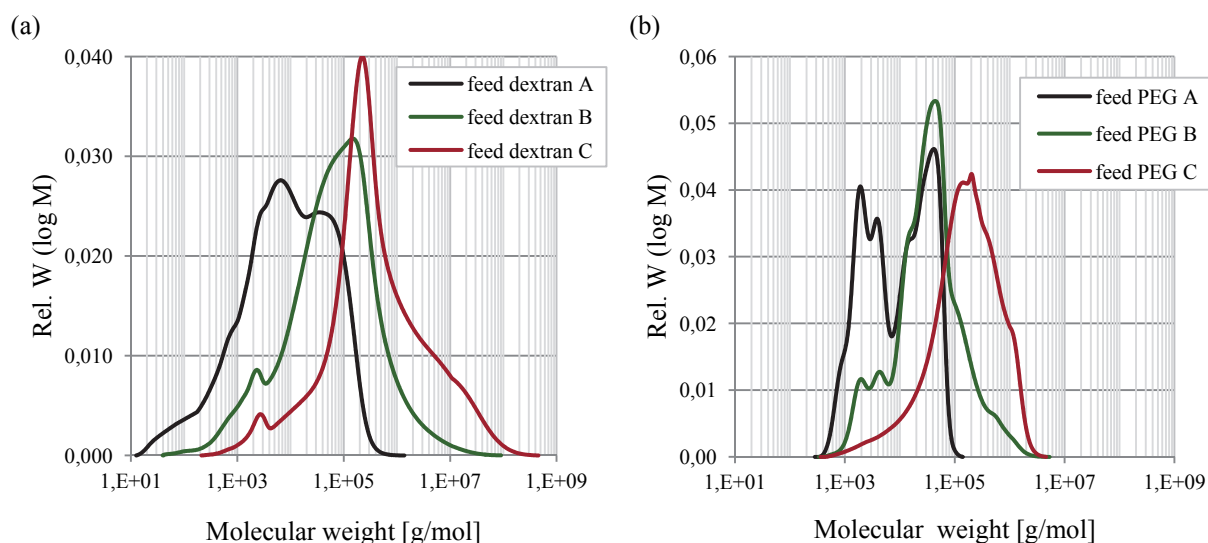 (a)
0,040
0,030
0,020
0,010
0,000
Rel. W (log M)
feed dextran A
feed dextran B
feed dextran C
1,E+01
1,E+03
1,E+05
1,E+07
1,E+09
Molecular weight [g/mol]
(b)
0,06
0,05
0,04
0,03
0,02
0,01
0,00
Rel. W (log M)
feed PEG A
feed PEG B
feed PEG C
1,E+01
1,E+03
1,E+05
1,E+07
1,E+09
Molecular weight [g/mol]